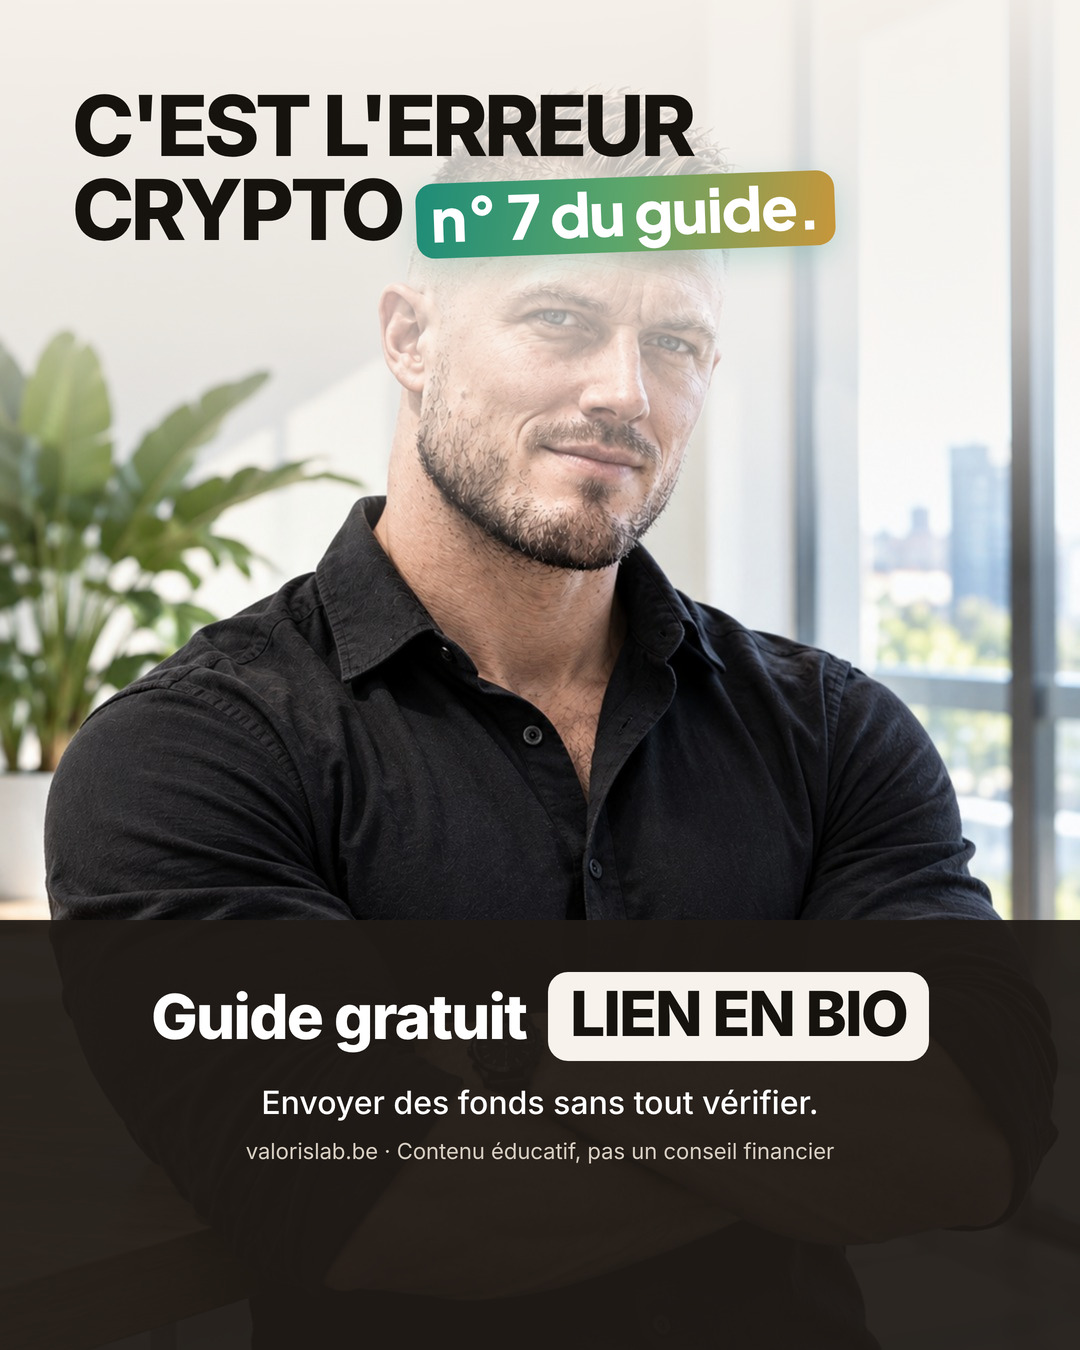 C'EST L'ERREUR
CRYPTO n° 7 du guide.
Guide gratuit LIEN EN BIO
Envoyer des fonds sans tout vérifier.
valorislab.be · Contenu éducatif, pas un conseil financier